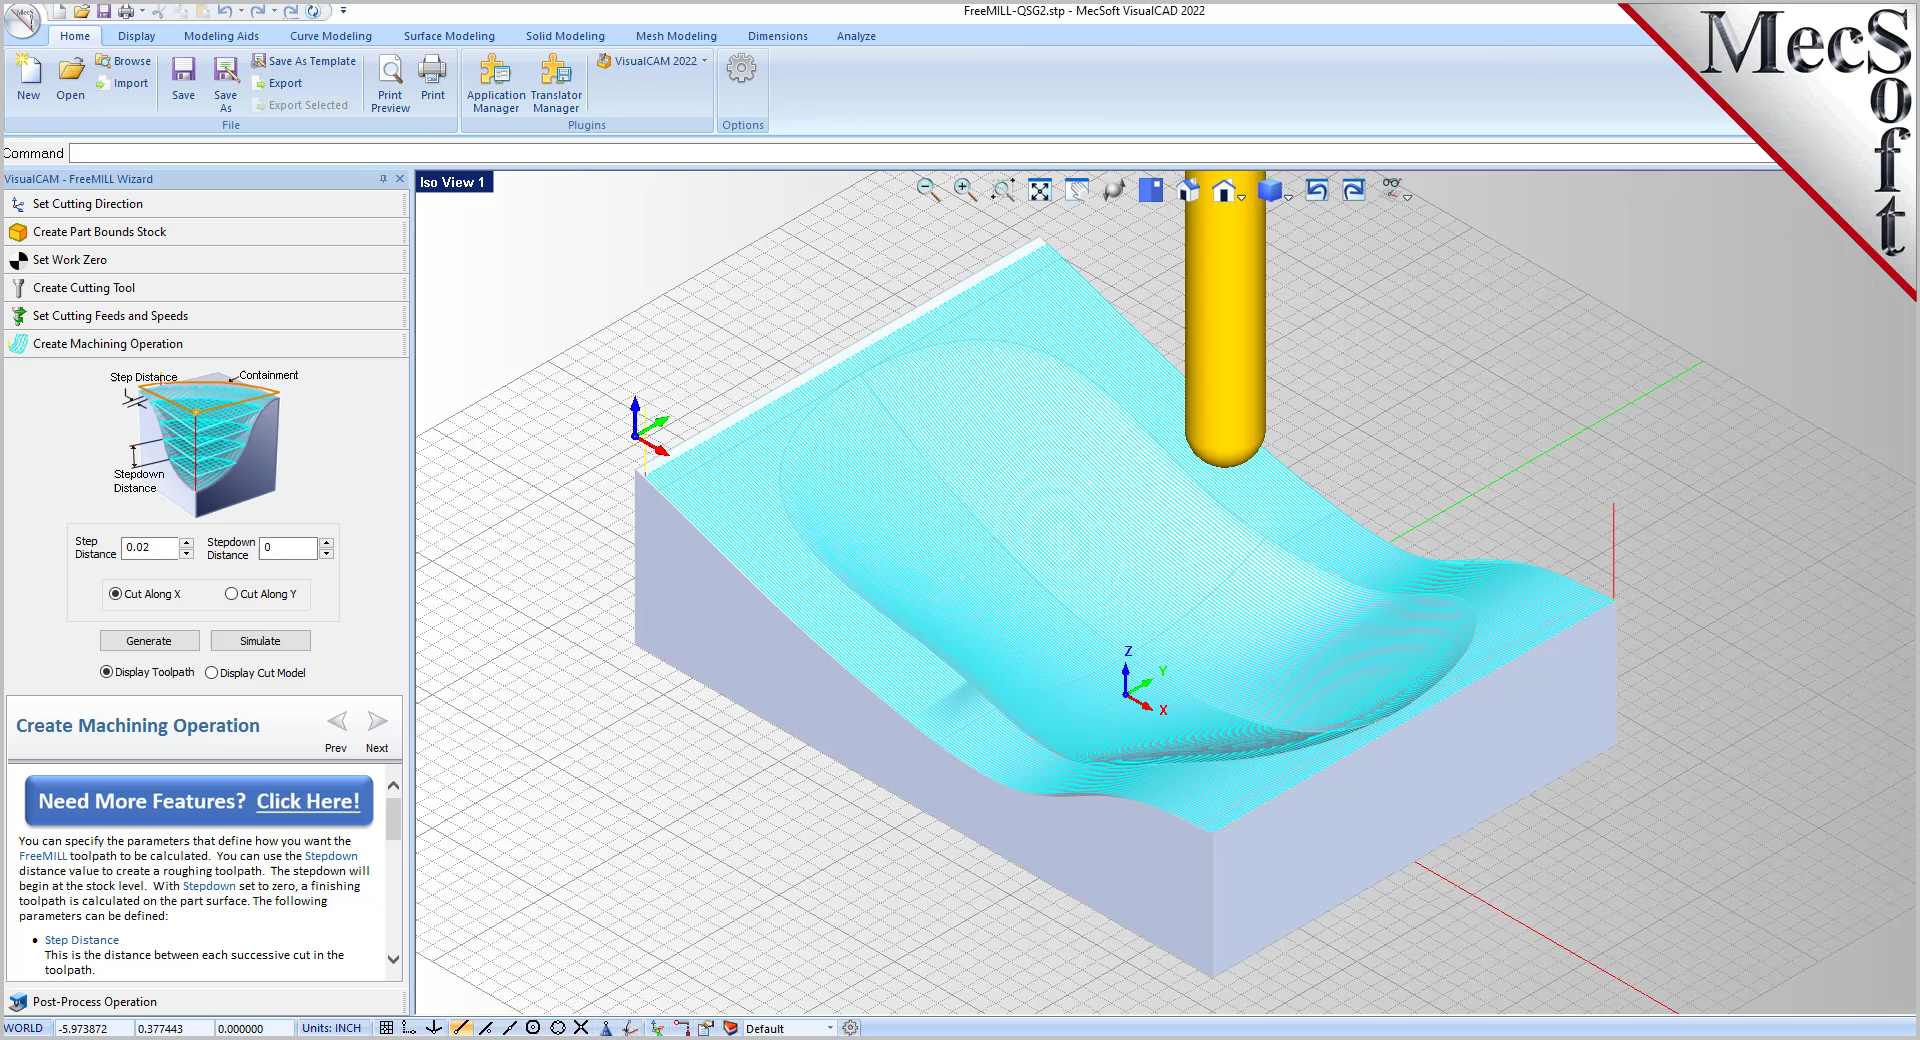 FreeMILL-QSG2.stp - MecSoft VisualCAD 2022
Home
Display
Modeling Aids
Curve Modeling
Surface Modeling
Solid Modeling
Mesh Modeling
Dimensions
Analyze
MecSoft
New
Open
Browse
Import
Save
Save As
Save As Template
Export
Export Selected
Print Preview
Print
Application Manager
Translator Manager
VisualCAM 2022
File
Plugins
Options
Command
VisualCAM - FreeMILL Wizard
Iso View 1
Set Cutting Direction
Create Part Bounds Stock
Set Work Zero
Create Cutting Tool
Set Cutting Feeds and Speeds
Create Machining Operation
Step Distance
Containment
Stepdown
Distance
Step Distance 0.02
Stepdown Distance 0
Cut Along X
Cut Along Y
Generate
Simulate
Display Toolpath
Display Cut Model
Z
Y
X
Create Machining Operation
Prev
Next
Need More Features? Click Here!
You can specify the parameters that define how you want the
FreeMILL toolpath to be calculated. You can use the Stepdown
distance value to create a roughing toolpath. The stepdown will
begin at the stock level. With Stepdown set to zero, a finishing
toolpath is calculated on the part surface. The following
parameters can be defined:
• Step Distance
This is the distance between each successive cut in the
toolpath.
Post-Process Operation
WORLD
-5.973872
0.377443
0.000000
Units: INCH
Default